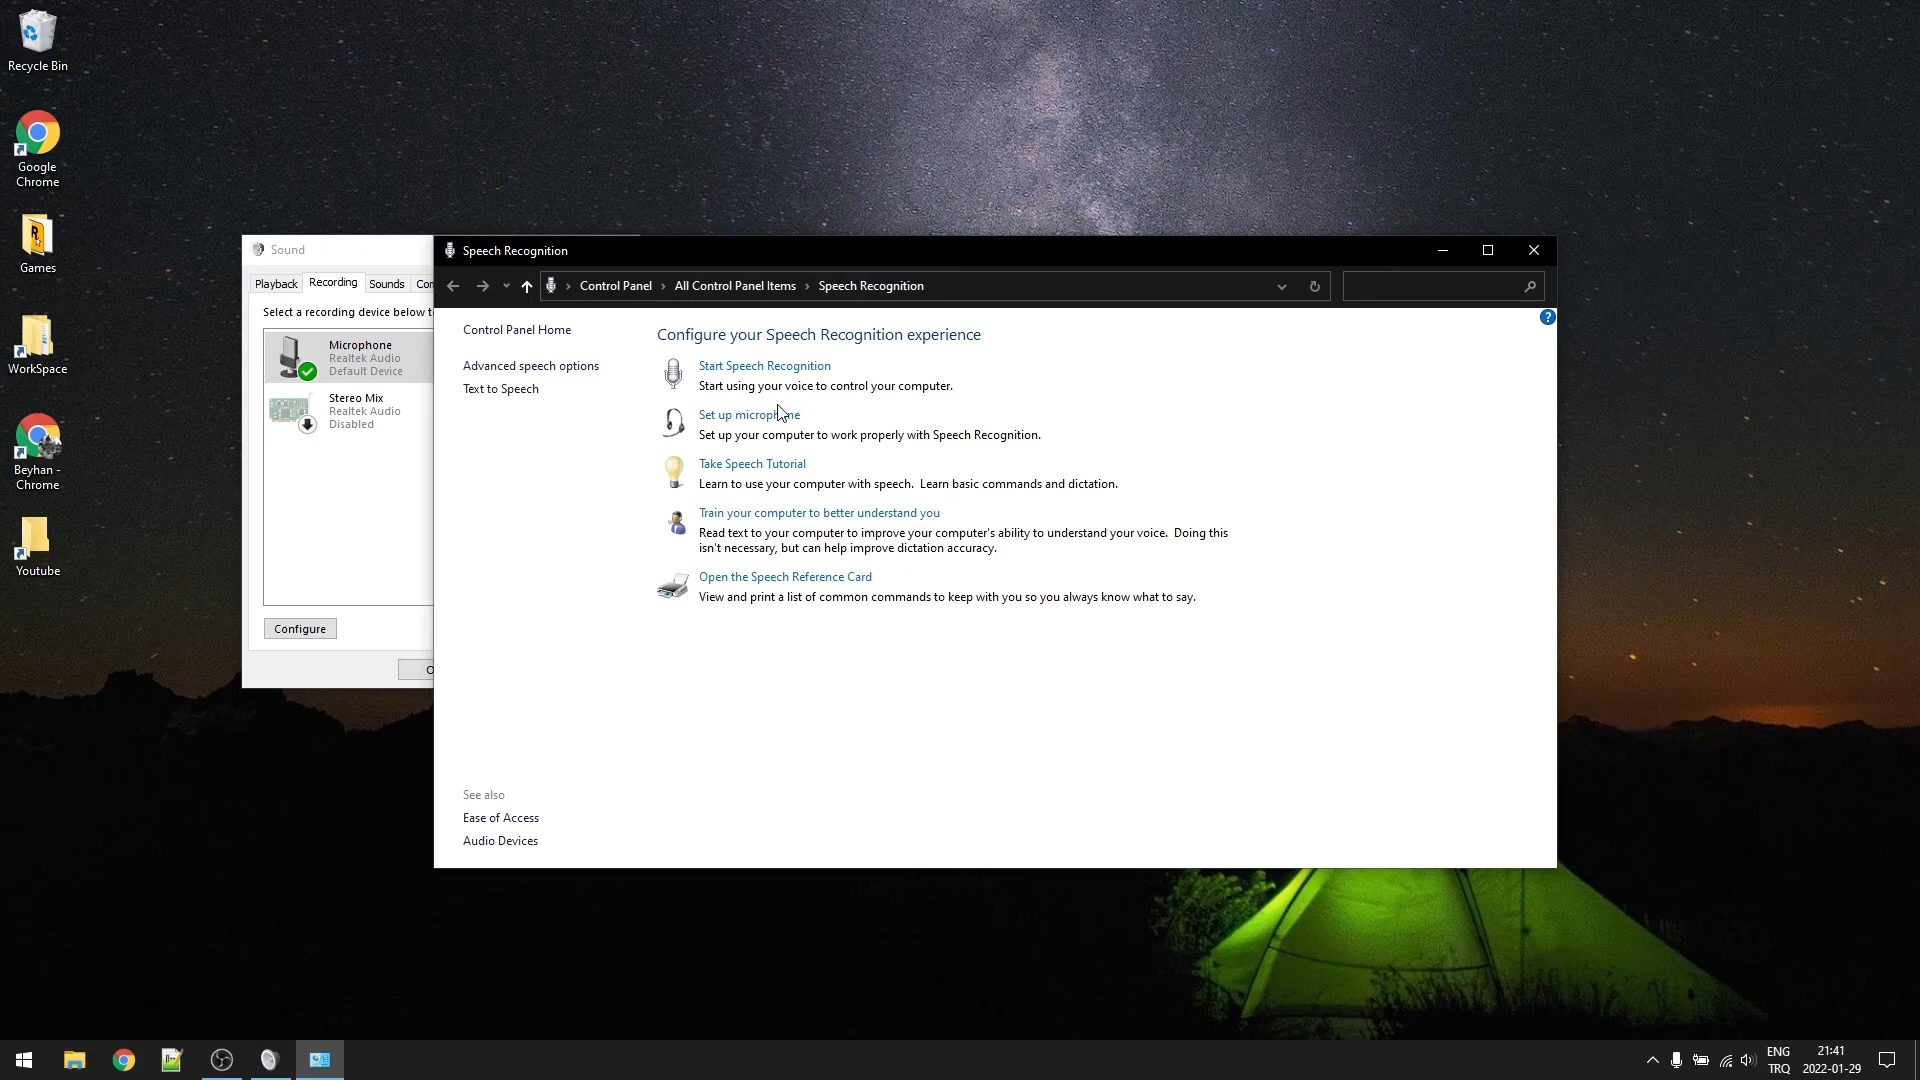 Recycle Bin
Google
Chrome
Games
WorkSpace
Beyhan -
Chrome
Youtube
Sound
Playback
Recording
Sounds
Select a recording device below
Microphone
Realtek Audio
Default Device
Stereo Mix
Realtek Audio
Disabled
Configure
Speech Recognition
Control Panel
All Control Panel Items
Speech Recognition
Control Panel Home
Advanced speech options
Text to Speech
See also
Ease of Access
Audio Devices
Configure your Speech Recognition experience
Start Speech Recognition
Start using your voice to control your computer.
Set up microphone
Set up your computer to work properly with Speech Recognition.
Take Speech Tutorial
Learn to use your computer with speech. Learn basic commands and dictation.
Train your computer to better understand you
Read text to your computer to improve your computer's ability to understand your voice. Doing this
isn't necessary, but can help improve dictation accuracy.
Open the Speech Reference Card
View and print a list of common commands to keep with you so you always know what to say.
?
ENG
TRQ
21:41
2022-01-29